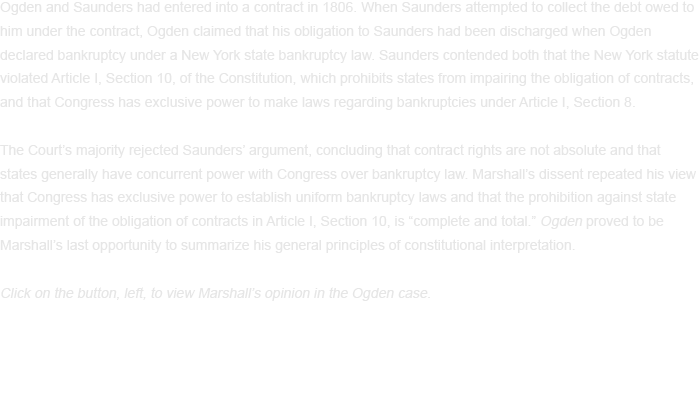 Ogden and Saunders had entered into a contract in 1806. When Saunders attempted to collect the debt owed to
him under the contract, Ogden claimed that his obligation to Saunders had been discharged when Ogden
declared bankruptcy under a New York state bankruptcy law. Saunders contended both that the New York statute
violated Article I, Section 10, of the Constitution, which prohibits states from impairing the obligation of contracts,
and that Congress has exclusive power to make laws regarding bankruptcies under Article I, Section 8.
The Court's majority rejected Saunders' argument, concluding that contract rights are not absolute and that
states generally have concurrent power with Congress over bankruptcy law. Marshall's dissent repeated his view
that Congress has exclusive power to establish uniform bankruptcy laws and that the prohibition against state
impairment of the obligation of contracts in Article I, Section 10, is “complete and total.” Ogden proved to be
Marshall's last opportunity to summarize his general principles of constitutional interpretation.
Click on the button, left, to view Marshall's opinion in the Ogden case.